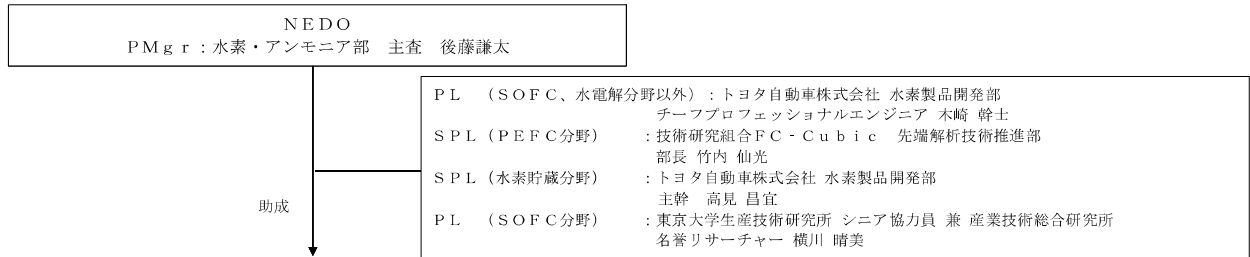 ＮＥＤＯ
ＰＭｇｒ：水素・アンモニア部　主査　後藤謙太
ＰＬ　（ＳＯＦＣ、水電解分野以外）：トヨタ自動車株式会社 水素製品開発部
チーフプロフェッショナルエンジニア 木崎 幹士
ＳＰＬ（ＰＥＦＣ分野）　　：技術研究組合ＦＣ‐Ｃｕｂｉｃ　先端解析技術推進部
部長 竹内 仙光
ＳＰＬ（水素貯蔵分野）　　：トヨタ自動車株式会社 水素製品開発部
主幹　高見 昌宜
助成
ＰＬ　（ＳＯＦＣ分野）　　：東京大学生産技術研究所 シニア協力員 兼 産業技術総合研究所
名誉リサーチャー 横川 晴美